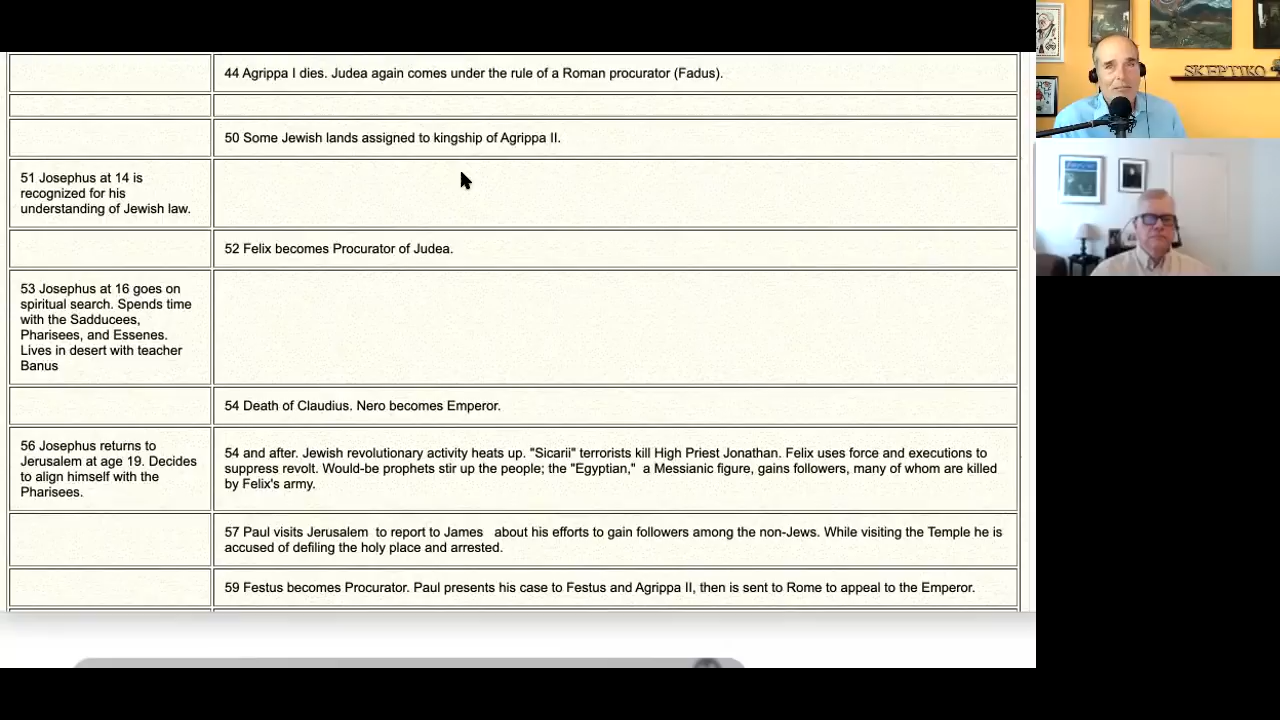 44 Agrippa I dies. Judea again comes under the rule of a Roman procurator (Fadus).
50 Some Jewish lands assigned to kingship of Agrippa II.
51 Josephus at 14 is
recognized for his
understanding of Jewish law.
52 Felix becomes Procurator of Judea.
53 Josephus at 16 goes on
spiritual search. Spends time
with the Sadducees,
Pharisees, and Essenes.
Lives in desert with teacher
Banus
54 Death of Claudius. Nero becomes Emperor.
56 Josephus returns to
Jerusalem at age 19. Decides
to align himself with the
Pharisees.
54 and after. Jewish revolutionary activity heats up. "Sicarii" terrorists kill High Priest Jonathan. Felix uses force and executions to
suppress revolt. Would-be prophets stir up the people; the "Egyptian," a Messianic figure, gains followers, many of whom are killed
by Felix's army.
57 Paul visits Jerusalem to report to James about his efforts to gain followers among the non-Jews. While visiting the Temple he is
accused of defiling the holy place and arrested.
59 Festus becomes Procurator. Paul presents his case to Festus and Agrippa II, then is sent to Rome to appeal to the Emperor.
SKEPTIKO